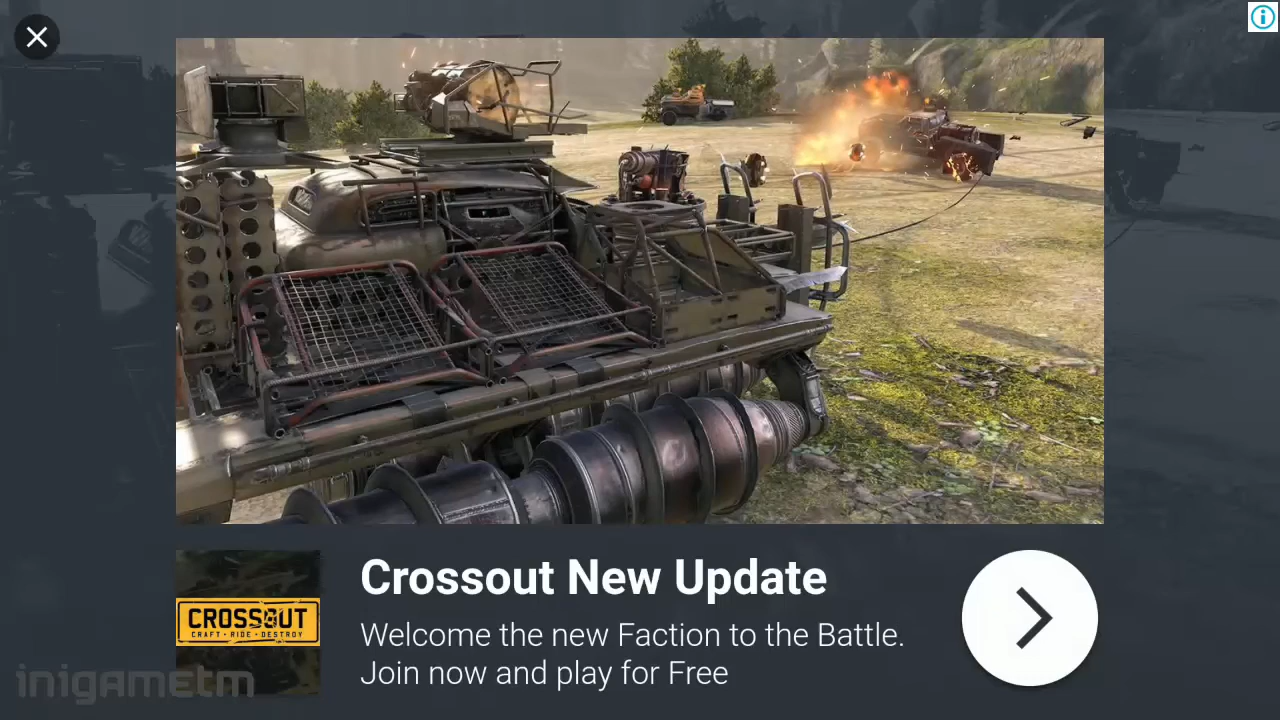 Crossout New Update
CROSSOUT
CRAFT • RIDE • DESTROY
Welcome the new Faction to the Battle.
Join now and play for Free
inigametm